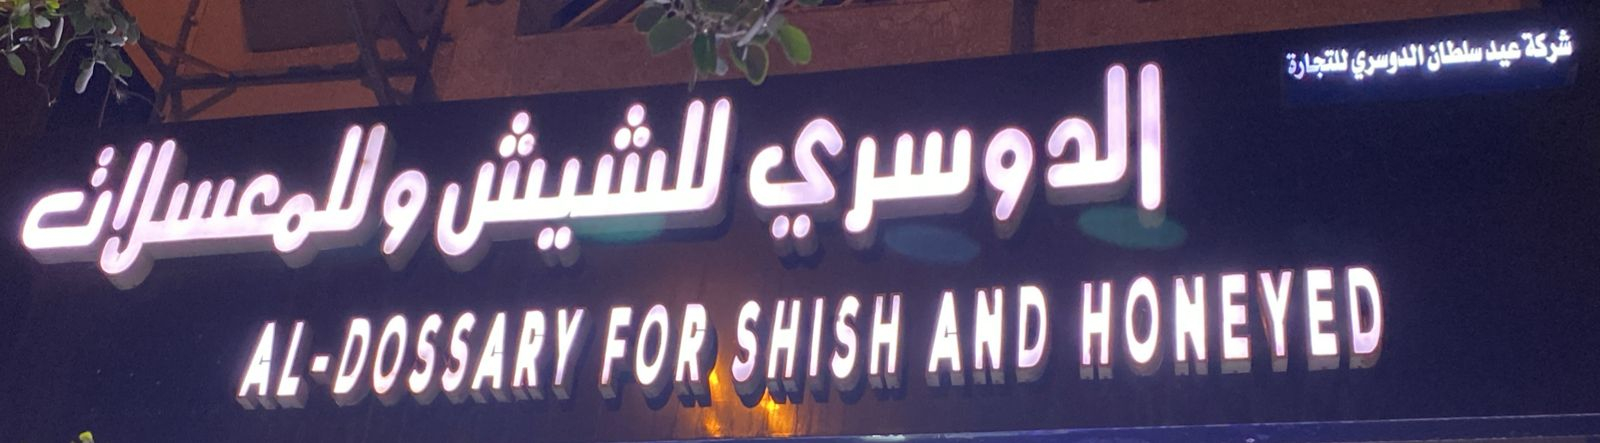 شركة عيد سلطان الدوسري للتجارة
الدوسري للشيش وللمعسلات
AL-DOSSARY FOR SHISH AND HONEYED